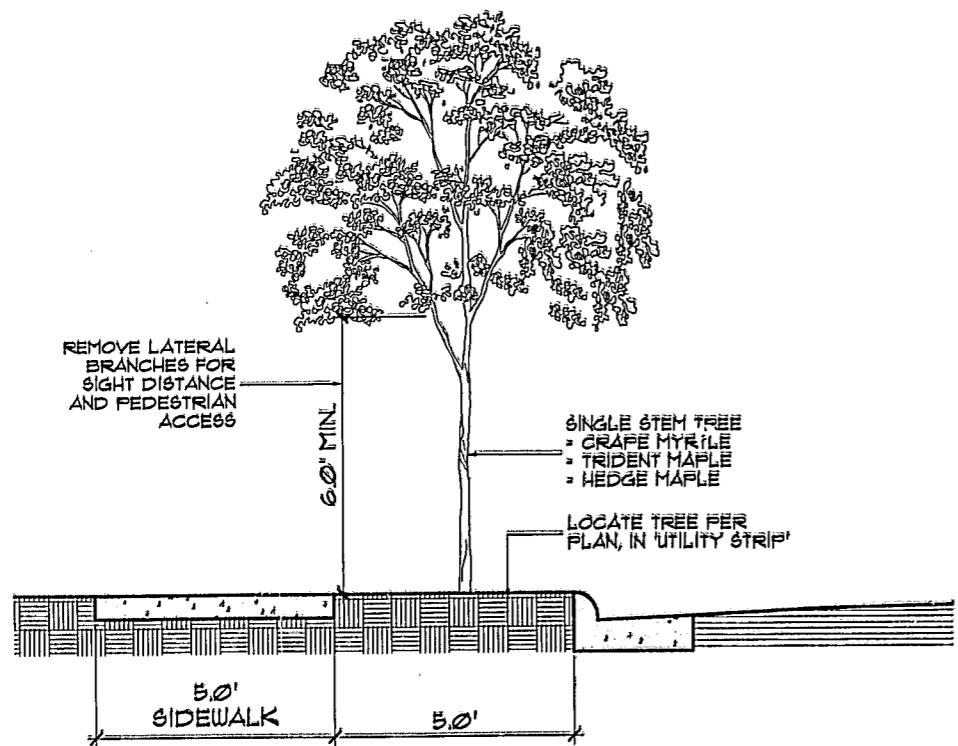 REMOVE LATERAL
BRANCHES FOR
SIGHT DISTANCE
AND PEDESTRIAN
ACCESS
6.0" MIN.
SINGLE STEM TREE
- CRAPE MYRTLE
- TRIDENT MAPLE
- HEDGE MAPLE
LOCATE TREE PER
PLAN, IN 'UTILITY STRIP'
5.0'
SIDEWALK
5.0'